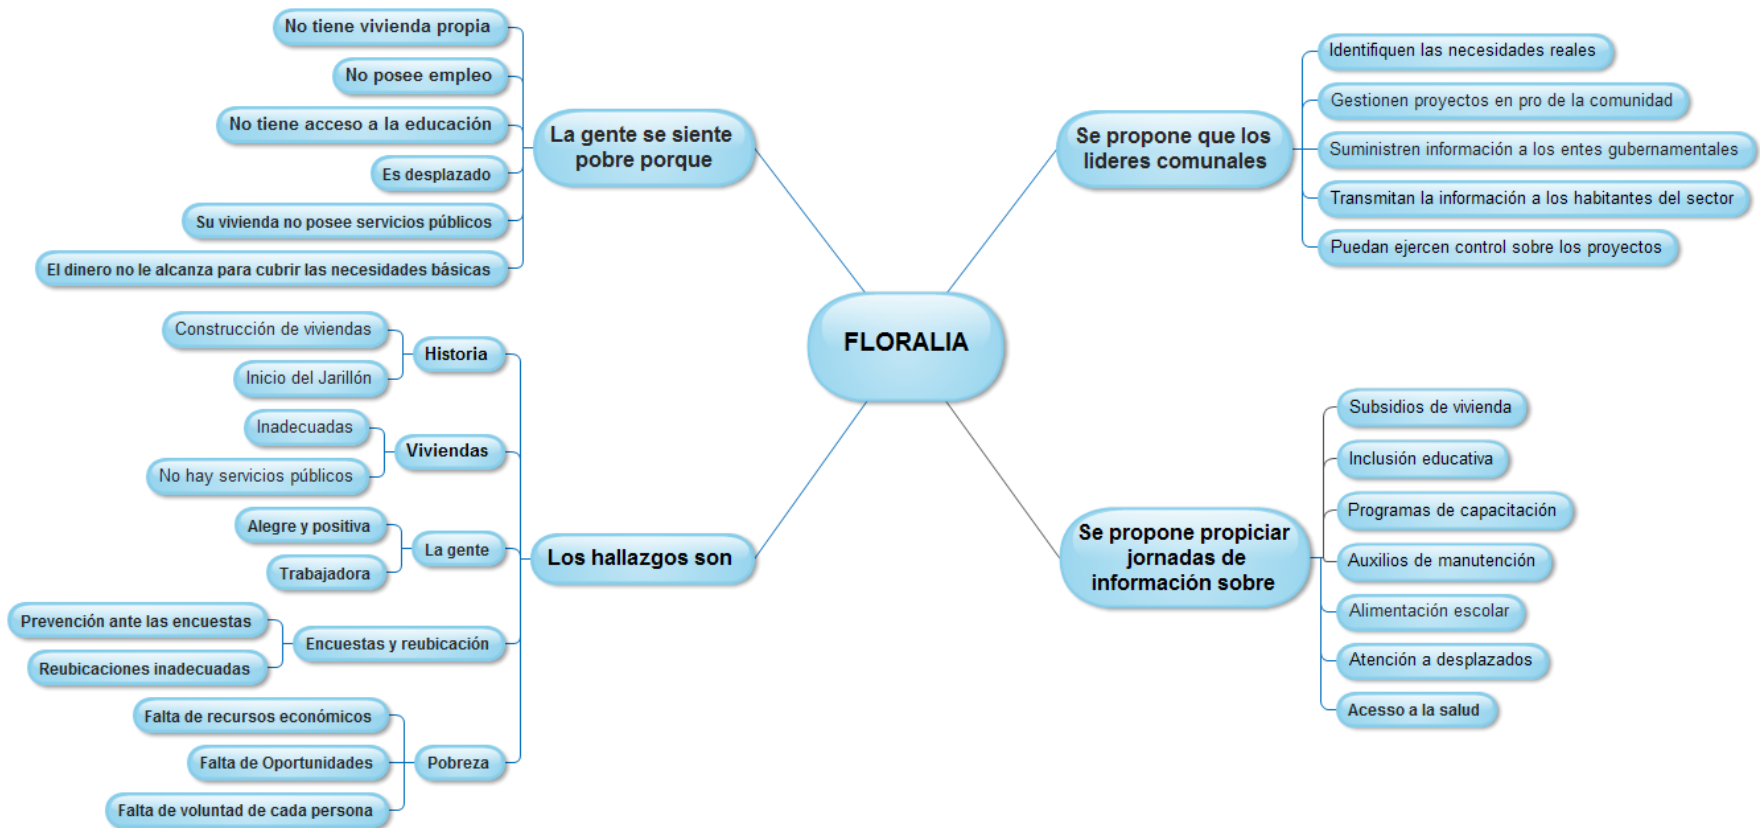 FLORALIA
La gente se siente
pobre porque
No tiene vivienda propia
No posee empleo
No tiene acceso a la educación
Es desplazado
Su vivienda no posee servicios públicos
El dinero no le alcanza para cubrir las necesidades básicas
Los hallazgos son
Historia
Construcción de viviendas
Inicio del Jarillón
Viviendas
Inadecuadas
No hay servicios públicos
La gente
Alegre y positiva
Trabajadora
Encuestas y reubicación
Prevención ante las encuestas
Reubicaciones inadecuadas
Pobreza
Falta de recursos económicos
Falta de Oportunidades
Falta de voluntad de cada persona
Se propone que los
lideres comunales
Identifiquen las necesidades reales
Gestionen proyectos en pro de la comunidad
Suministren información a los entes gubernamentales
Transmitan la información a los habitantes del sector
Puedan ejercen control sobre los proyectos
Se propone propiciar
jornadas de
información sobre
Subsidios de vivienda
Inclusión educativa
Programas de capacitación
Auxilios de manutención
Alimentación escolar
Atención a desplazados
Acesso a la salud